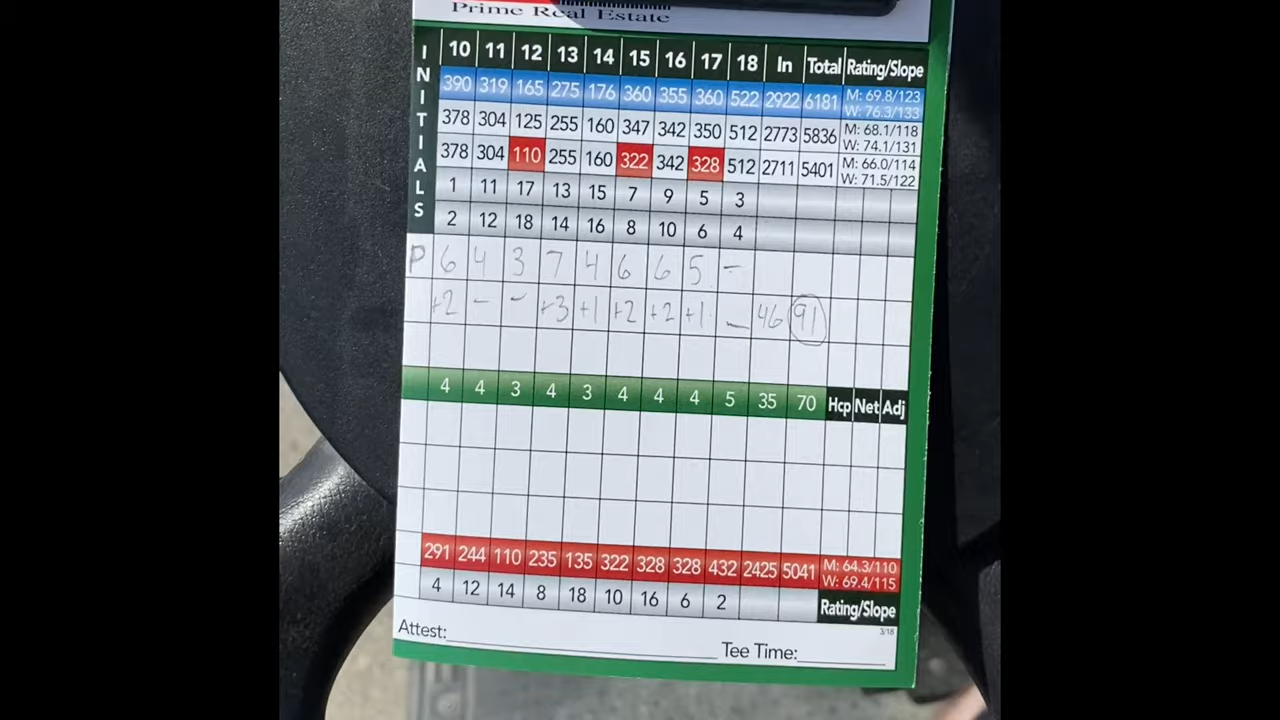 Prime Real Estate
INITIALS 10 11 12 13 14 15 16 17 18 In Total Rating/Slope
390 319 165 275 176 360 355 360 522 2922 6181 M: 69.8/123 W: 76.3/133
378 304 125 255 160 347 342 350 512 2773 5836 M: 68.1/118 W: 74.1/131
378 304 110 255 160 322 342 328 512 2711 5401 M: 66.0/114 W: 71.5/122
1 11 17 13 15 7 9 5 3
2 12 18 14 16 8 10 6 4
P 6 4 3 7 4 6 6 5 –
+2 – – +3 +1 +2 +2 +1 – 46 91
4 4 3 4 3 4 4 4 5 35 70 Hcp Net Adj
291 244 110 235 135 322 328 328 432 2425 5041 M: 64.3/110 W: 69.4/115
4 12 14 8 18 10 16 6 2 Rating/Slope
3/18
Attest: Tee Time: